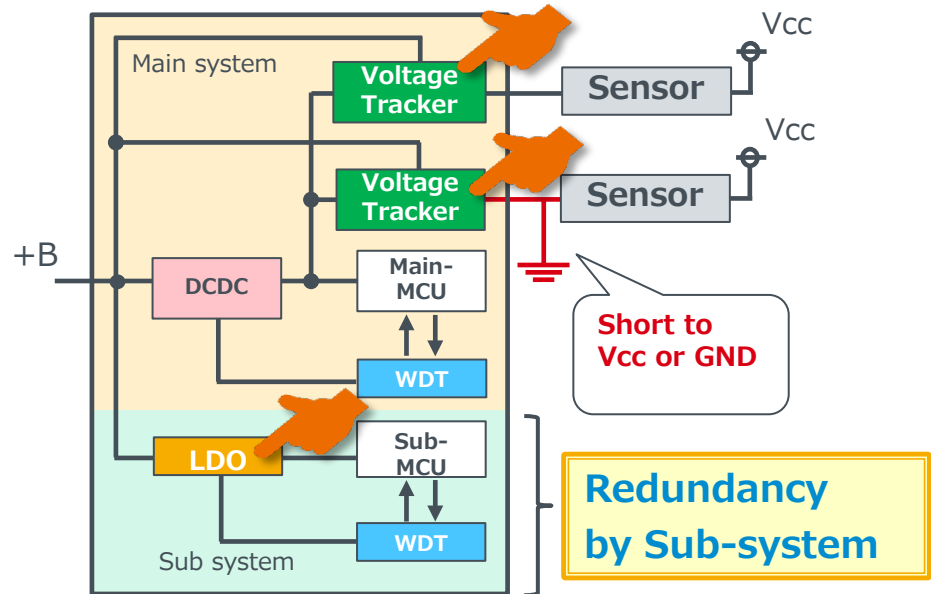 Main system
Voltage
Tracker
Sensor
Vcc
Voltage
Tracker
Sensor
Vcc
+B
DCDC
Main-
MCU
WDT
Short to
Vcc or GND
LDO
Sub-
MCU
WDT
Sub system
Redundancy
by Sub-system